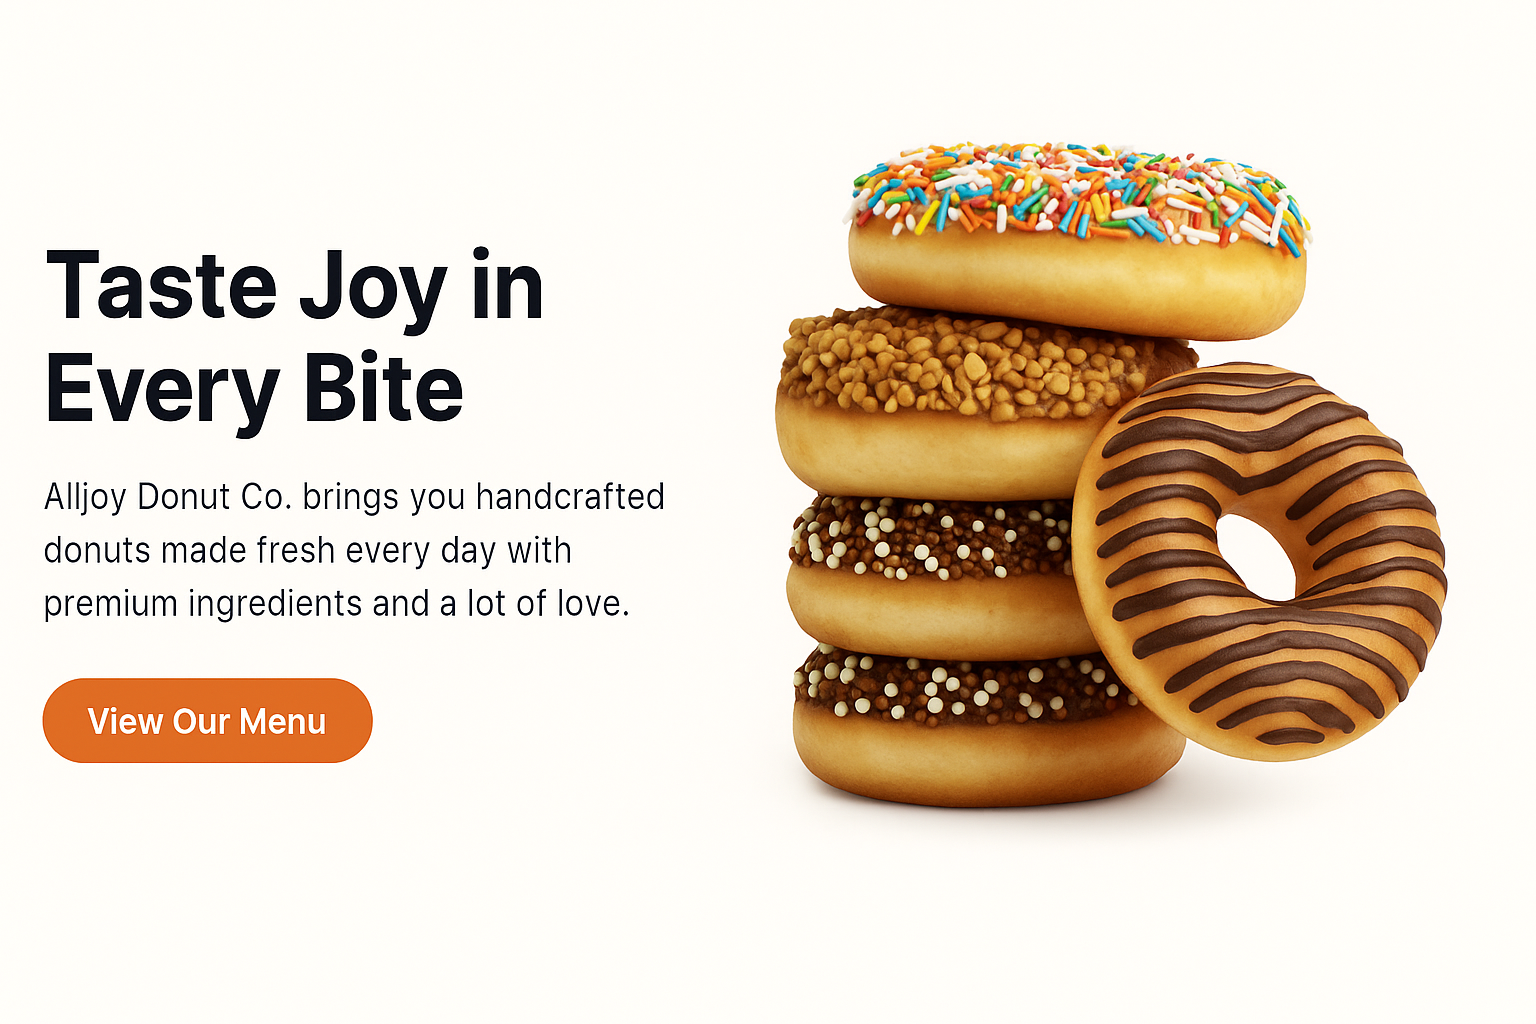 Taste Joy in
Every Bite
Alljoy Donut Co. brings you handcrafted
donuts made fresh every day with
premium ingredients and a lot of love.
View Our Menu